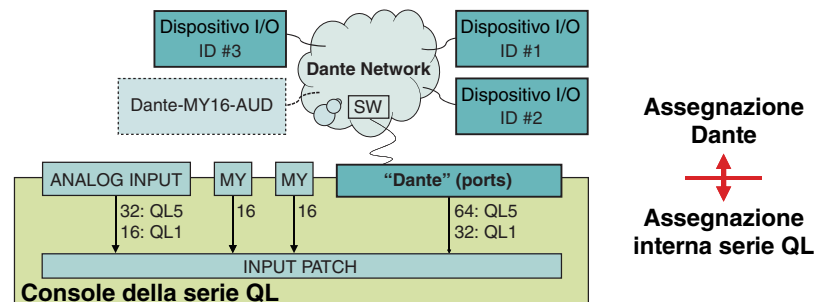 Dispositivo I/O
ID #3
Dispositivo I/O
ID #1
Dante Network
Dante-MY16-AUD
SW
Dispositivo I/O
ID #2
Assegnazione
Dante
ANALOG INPUT
MY
MY
“Dante” (ports)
32: QL5
16: QL1
16
16
64: QL5
32: QL1
Assegnazione
interna serie QL
INPUT PATCH
Console della serie QL